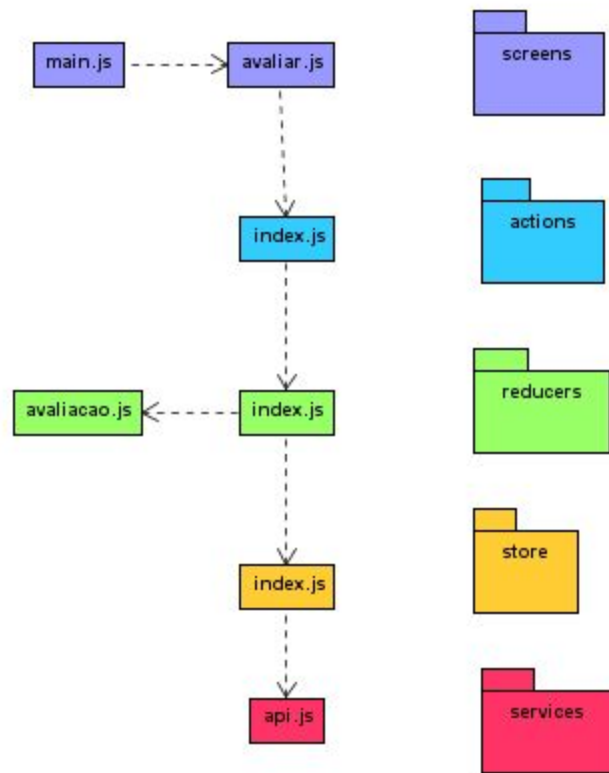 main.js
avaliar.js
screens
index.js
actions
avaliacao.js
index.js
reducers
index.js
store
api.js
services